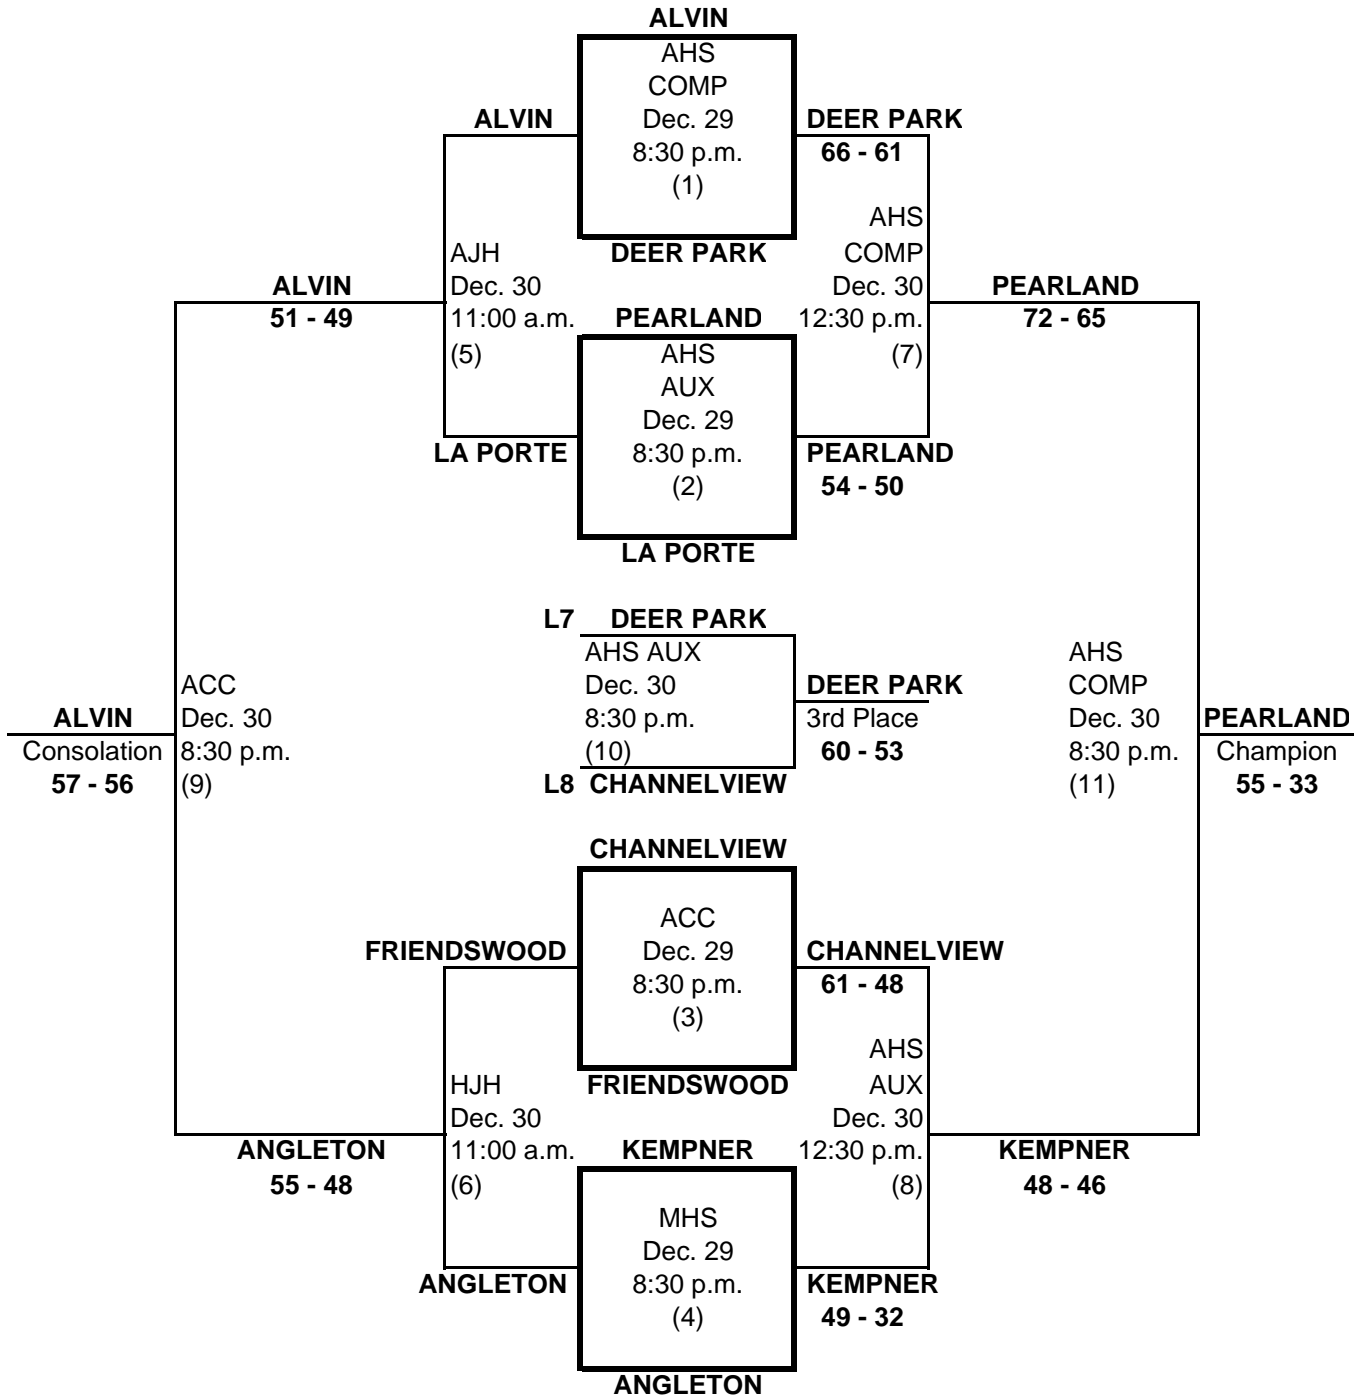 ALVIN
AHS
COMP
Dec. 29
8:30 p.m.
(1)
DEER PARK
ALVIN
DEER PARK
66 - 61
AJH
Dec. 30
11:00 a.m.
(5)
AHS
COMP
Dec. 30
12:30 p.m.
(7)
ALVIN
51 - 49
PEARLAND
72 - 65
PEARLAND
AHS
AUX
Dec. 29
8:30 p.m.
(2)
LA PORTE
LA PORTE
PEARLAND
54 - 50
L7 DEER PARK
AHS AUX
Dec. 30
8:30 p.m.
(10)
L8 CHANNELVIEW
DEER PARK
3rd Place
60 - 53
ALVIN
Consolation
57 - 56
ACC
Dec. 30
8:30 p.m.
(9)
AHS
COMP
Dec. 30
8:30 p.m.
(11)
PEARLAND
Champion
55 - 33
CHANNELVIEW
ACC
Dec. 29
8:30 p.m.
(3)
FRIENDSWOOD
FRIENDSWOOD
CHANNELVIEW
61 - 48
HJH
Dec. 30
11:00 a.m.
(6)
AHS
AUX
Dec. 30
12:30 p.m.
(8)
ANGLETON
55 - 48
KEMPNER
48 - 46
KEMPNER
MHS
Dec. 29
8:30 p.m.
(4)
ANGLETON
ANGLETON
KEMPNER
49 - 32